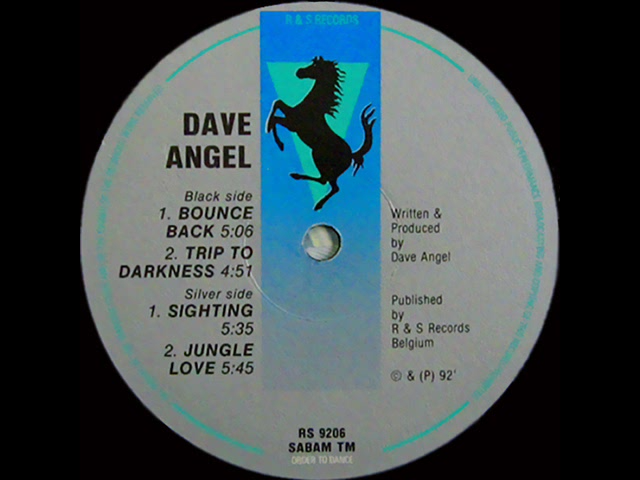 R & S RECORDS
DAVE
ANGEL
Black side
1. BOUNCE
BACK 5:06
2. TRIP TO
DARKNESS 4:51
Silver side
1. SIGHTING
5:35
2. JUNGLE
LOVE 5:45
Written &
Produced
by
Dave Angel
Published
by
R & S Records
Belgium
© & (P) 92'
RS 9206
SABAM TM
ORDER TO DANCE